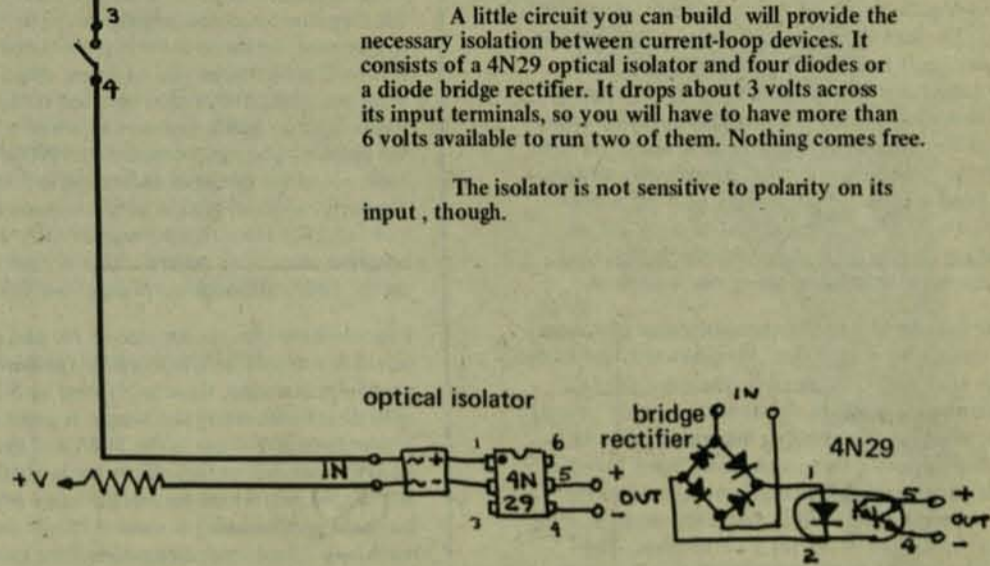 3
4
A little circuit you can build will provide the
necessary isolation between current-loop devices. It
consists of a 4N29 optical isolator and four diodes or
a diode bridge rectifier. It drops about 3 volts across
its input terminals, so you will have to have more than
6 volts available to run two of them. Nothing comes free.
The isolator is not sensitive to polarity on its
input , though.
optical isolator
+V
IN
~ +
~ -
1
3
4N
29
6
5
4
+
OUT
-
bridge
rectifier
IN
4N29
1
2
5
4
+
OUT
-